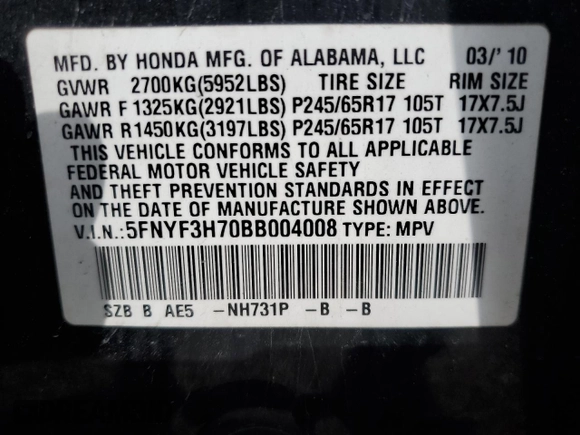 MFD. BY HONDA MFG. OF ALABAMA, LLC 03/' 10
GVWR 2700KG(5952LBS) TIRE SIZE RIM SIZE
GAWR F 1325KG(2921LBS) P245/65R17 105T 17X7.5J
GAWR R1450KG(3197LBS) P245/65R17 105T 17X7.5J
THIS VEHICLE CONFORMS TO ALL APPLICABLE
FEDERAL MOTOR VEHICLE SAFETY
AND THEFT PREVENTION STANDARDS IN EFFECT
ON THE DATE OF MANUFACTURE SHOWN ABOVE.
V.I.N.:5FNYF3H70BB004008 TYPE: MPV
SZB B AE5 -NH731P -B -B